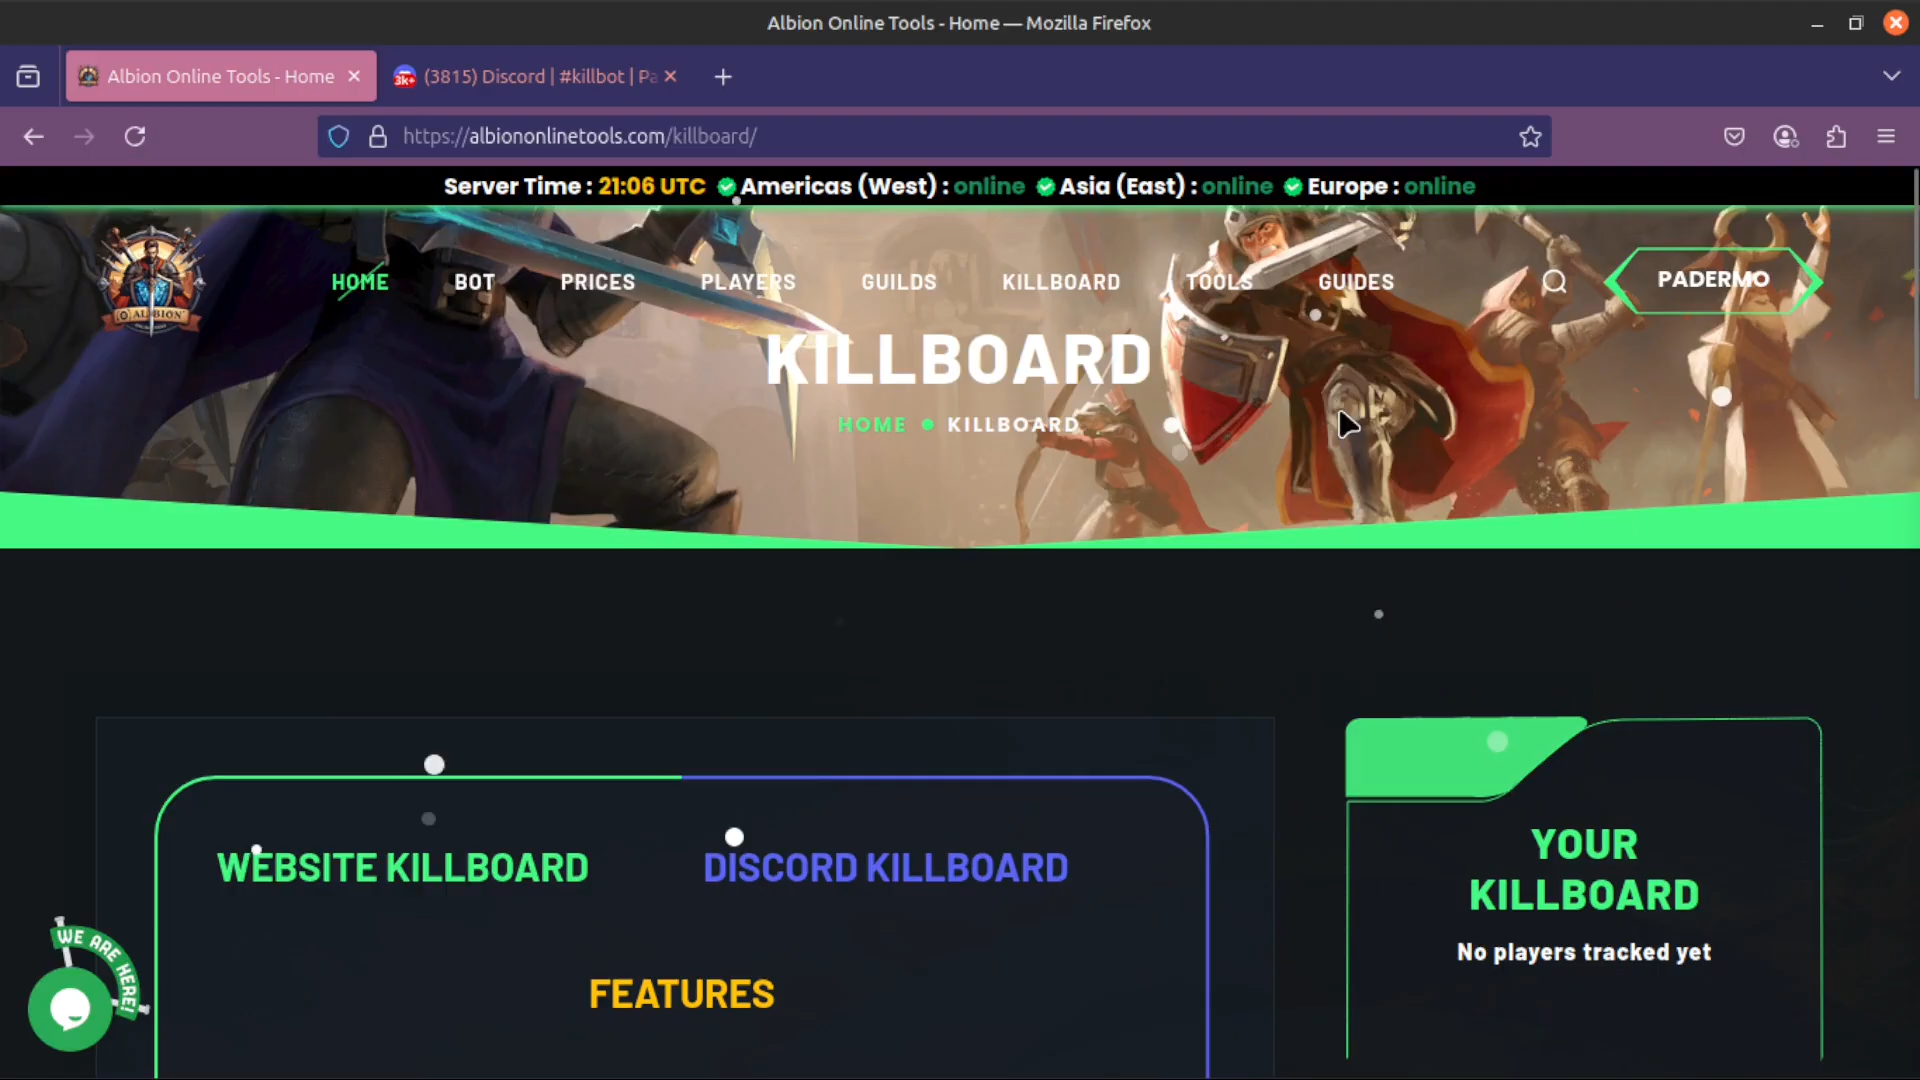 Albion Online Tools - Home — Mozilla Firefox
Albion Online Tools - Home
3k+ (3815) Discord | #killbot | Pa
https://albiononlinetools.com/killboard/
Server Time : 21:06 UTC Americas (West) : online Asia (East) : online Europe : online
ALBION
HOME BOT PRICES PLAYERS GUILDS KILLBOARD TOOLS GUIDES PADERMO
KILLBOARD
HOME KILLBOARD
WEBSITE KILLBOARD
DISCORD KILLBOARD
FEATURES
YOUR
KILLBOARD
No players tracked yet
WE ARE HERE!